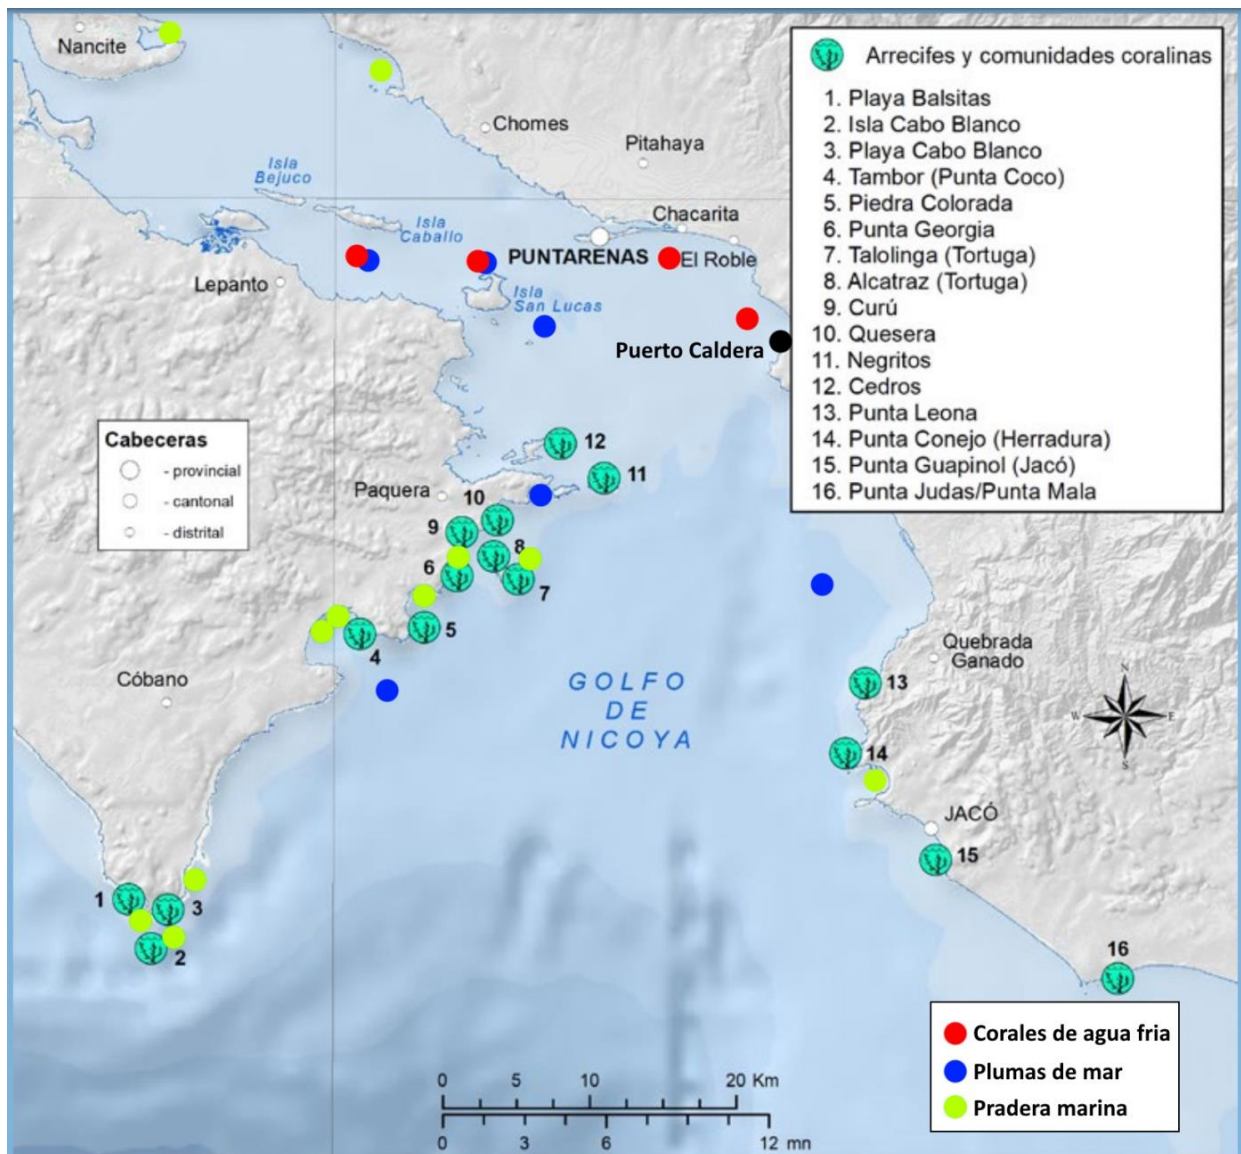 Nancite
Chomes
Pitahaya
Isla
Bejuco
Isla
Caballo
Chacarita
PUNTARENAS
El Roble
Lepanto
Isla
San Lucas
Puerto Caldera
Arrecifes y comunidades coralinas
1. Playa Balsitas
2. Isla Cabo Blanco
3. Playa Cabo Blanco
4. Tambor (Punta Coco)
5. Piedra Colorada
6. Punta Georgia
7. Talolinga (Tortuga)
8. Alcatraz (Tortuga)
9. Curú
10. Quesera
11. Negritos
12. Cedros
13. Punta Leona
14. Punta Conejo (Herradura)
15. Punta Guapinol (Jacó)
16. Punta Judas/Punta Mala
Cabeceras
- provincial
- cantonal
- distrital
12
11
Paquera
10
9
8
6
7
5
4
Cóbano
GOLFO
DE
NICOYA
Quebrada
Ganado
N
W
E
S
13
14
JACÓ
15
1
3
2
16
0 5 10 20 Km
0 3 6 12 mn
Corales de agua fria
Plumas de mar
Pradera marina